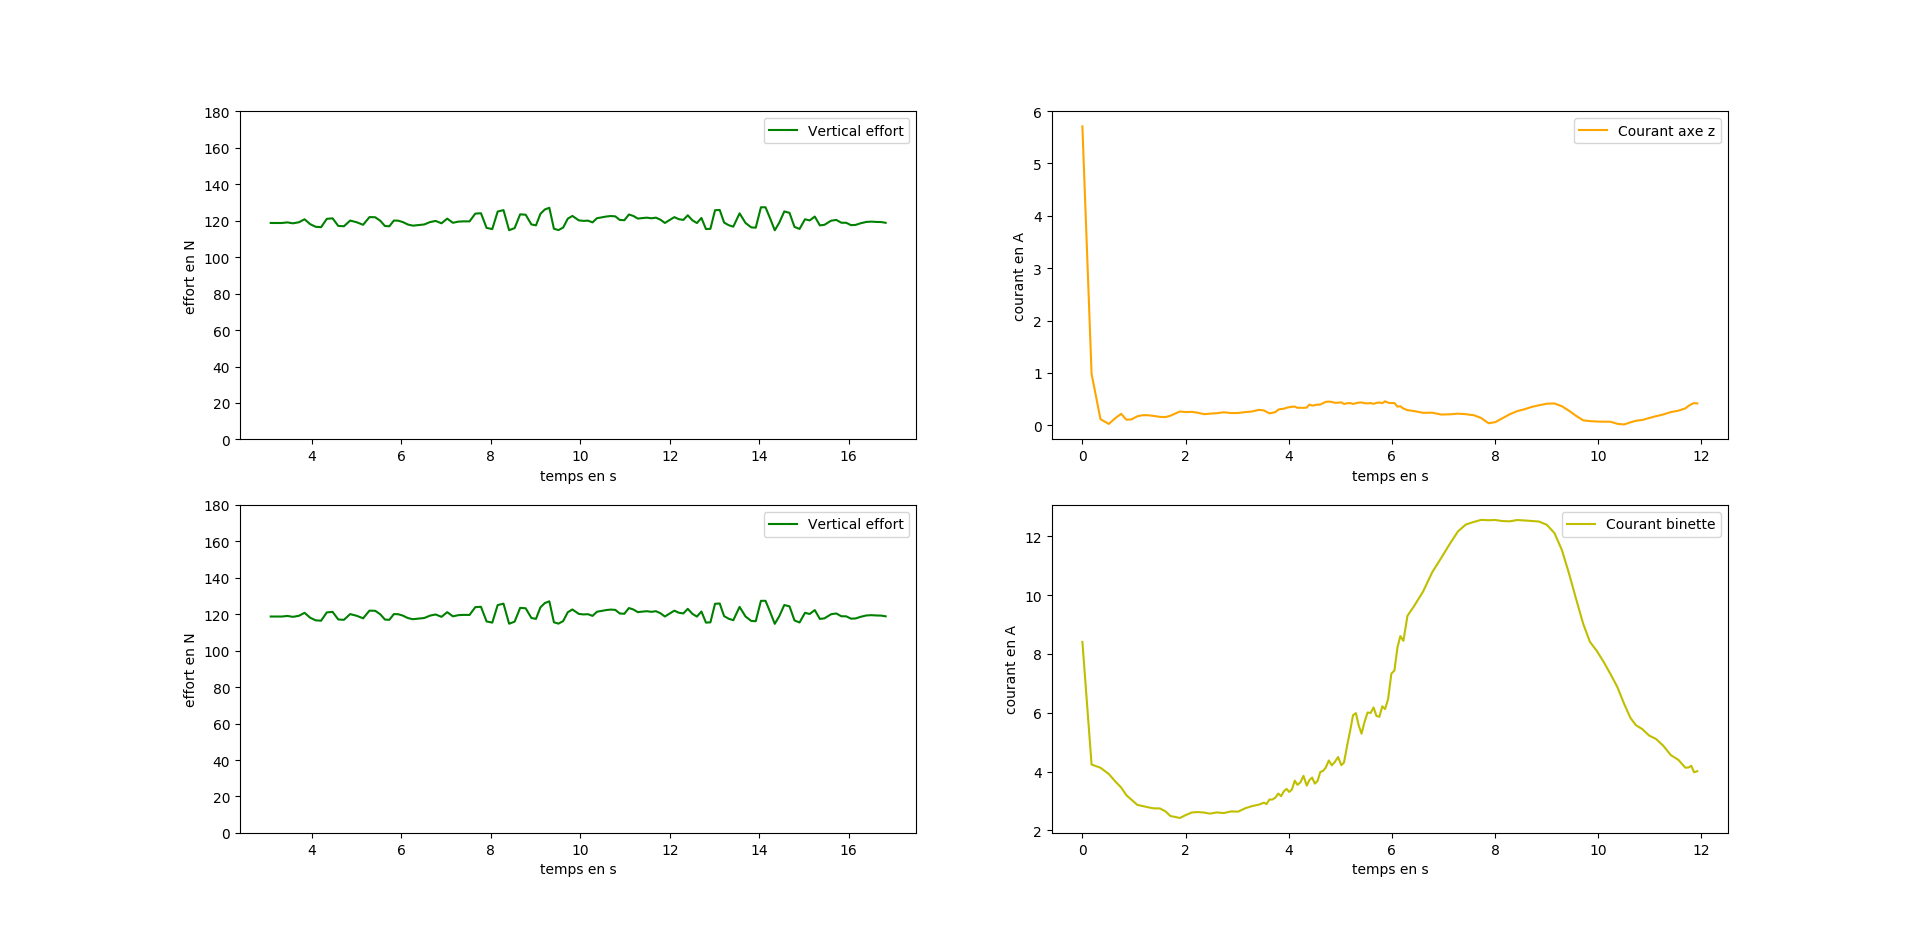 180
160
140
120
100
80
60
40
20
0
effort en N
Vertical effort
4 6 8 10 12 14 16
temps en s
6
5
4
3
2
1
0
courant en A
Courant axe z
0 2 4 6 8 10 12
temps en s
180
160
140
120
100
80
60
40
20
0
effort en N
Vertical effort
4 6 8 10 12 14 16
temps en s
12
10
8
6
4
2
courant en A
Courant binette
0 2 4 6 8 10 12
temps en s